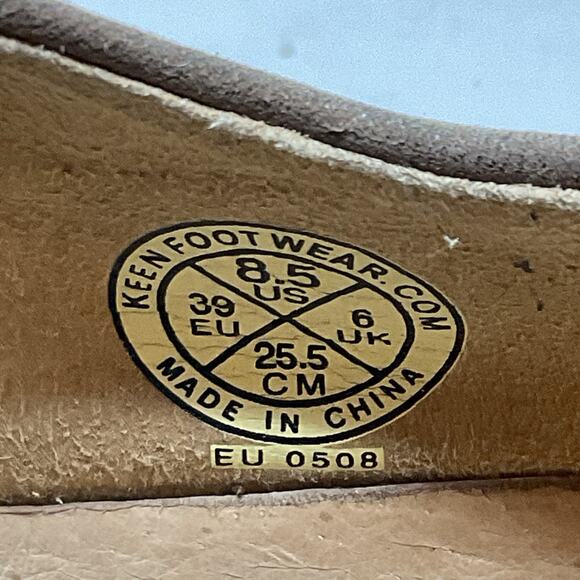 KEENFOOTWEAR.COM
8.5
US
39
EU
6
UK
25.5
CM
MADE IN CHINA
EU 0508